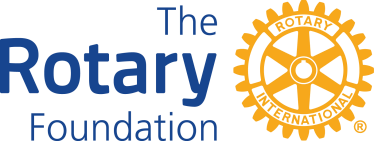 The
Rotary
Foundation
ROTARY
INTERNATIONAL
®